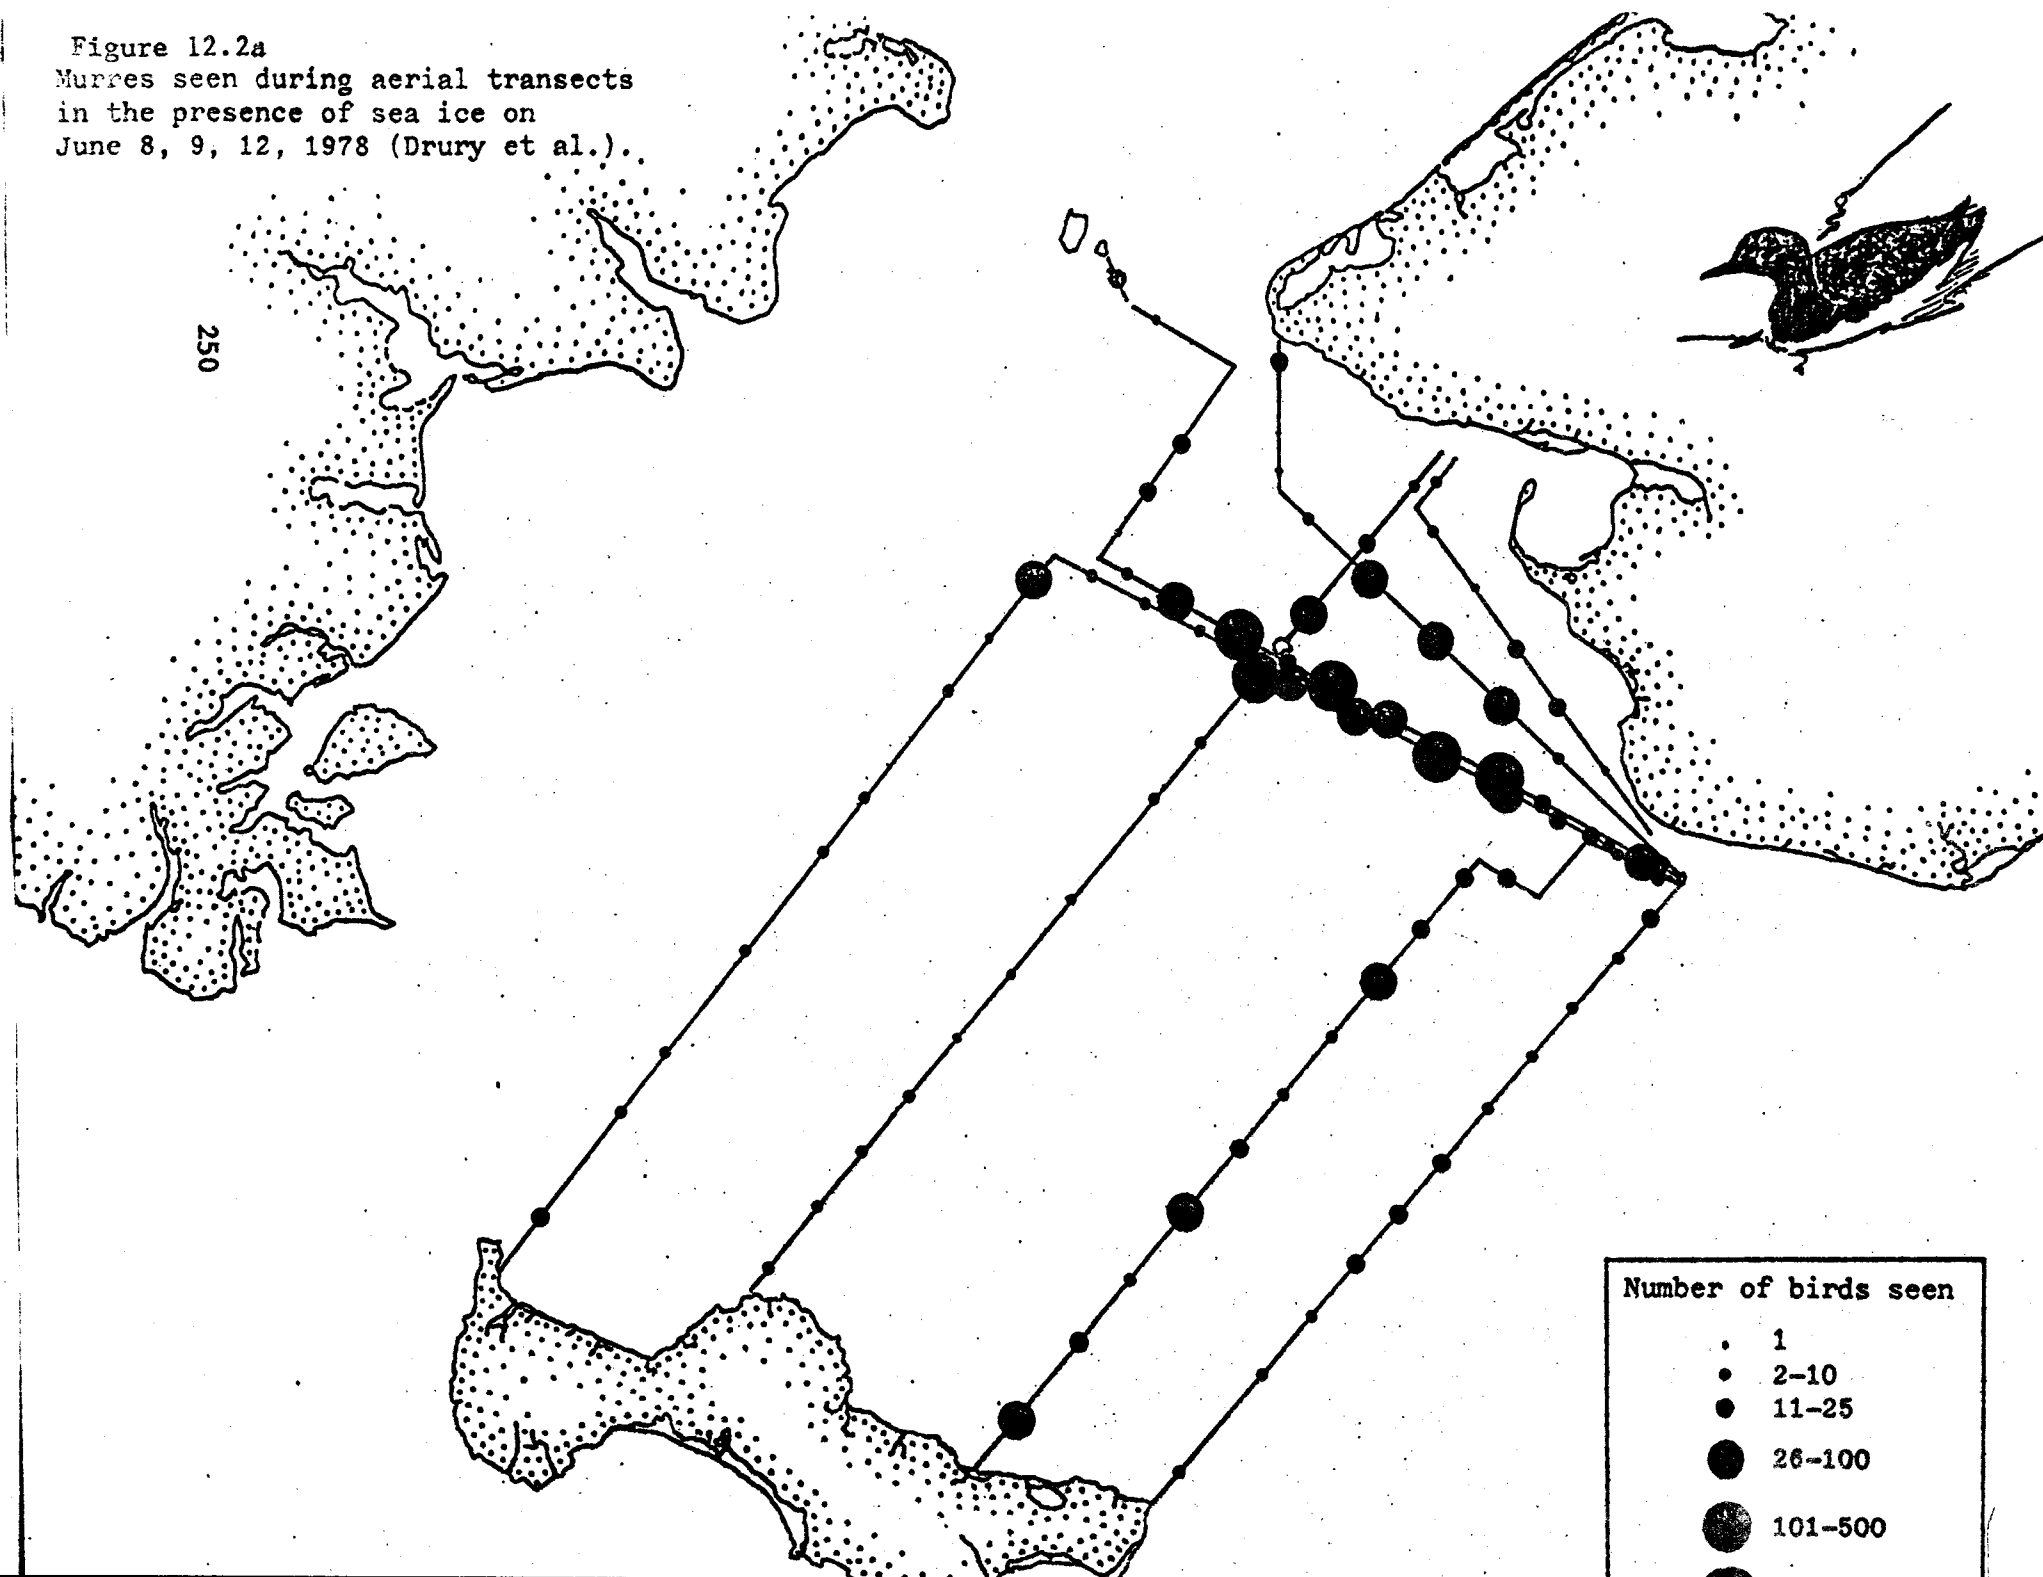 Figure 12.2a
Murres seen during aerial transects
in the presence of sea ice on
June 8, 9, 12, 1978 (Drury et al.).
250
Number of birds seen
1
2-10
11-25
26-100
101-500